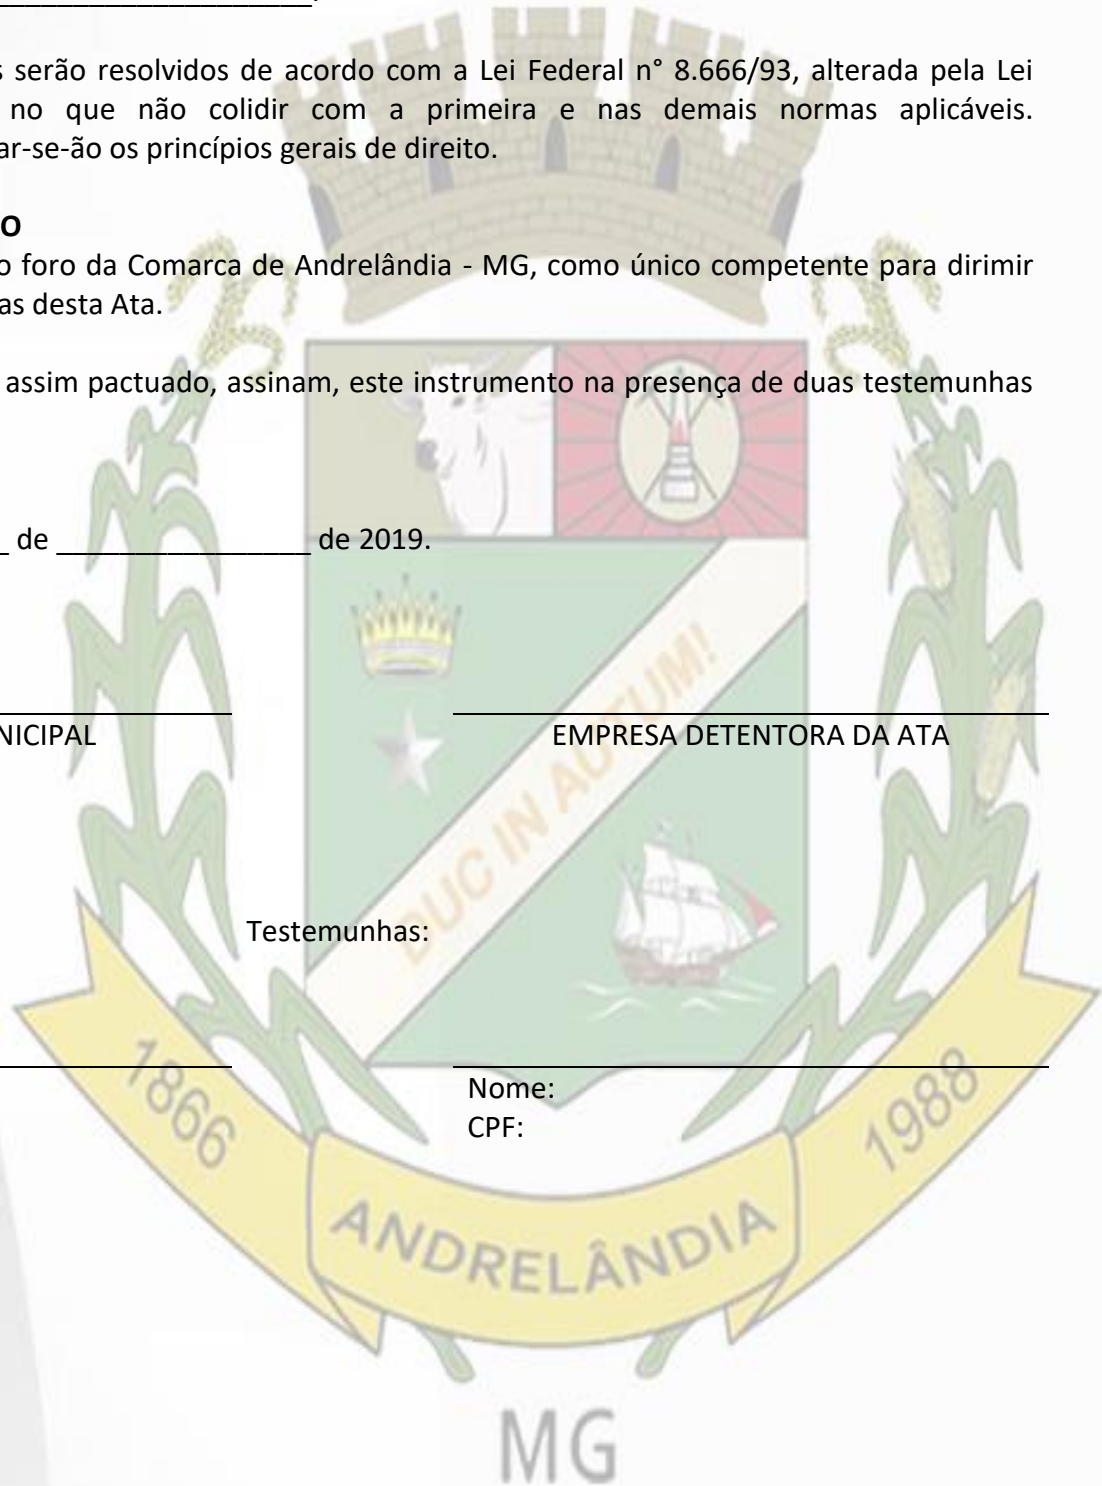 s serão resolvidos de acordo com a Lei Federal n° 8.666/93, alterada pela Lei
no que não colidir com a primeira e nas demais normas aplicáveis.
ar-se-ão os princípios gerais de direito.
O
o foro da Comarca de Andrelândia - MG, como único competente para dirimir
as desta Ata.
assim pactuado, assinam, este instrumento na presença de duas testemunhas
_ de ________________ de 2019.
NICIPAL
EMPRESA DETENTORA DA ATA
DUC IN AUTUM!
Testemunhas:
Nome:
CPF:
1866
ANDRELÂNDIA
1988
MG